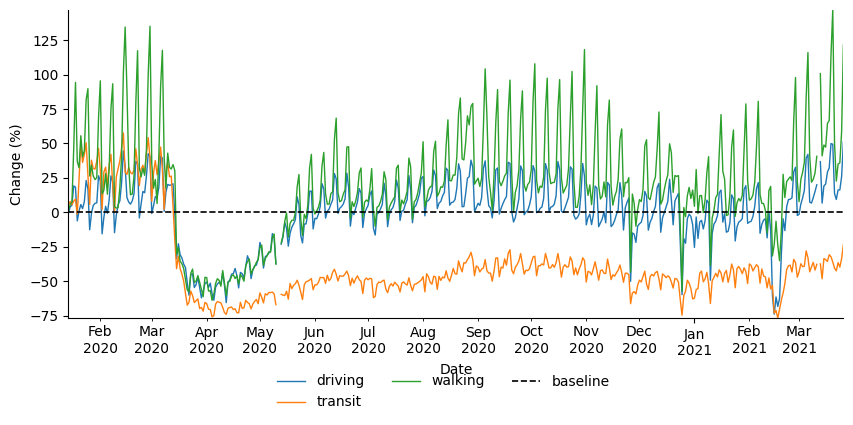 Change (%)
125
100
75
50
25
0
−25
−50
−75
Feb Mar Apr May Jun Jul Aug Sep Oct Nov Dec Jan Feb Mar
2020 2020 2020 2020 2020 2020 2020 2020 2020 2020 2020 2021 2021 2021
Date
driving walking baseline
transit